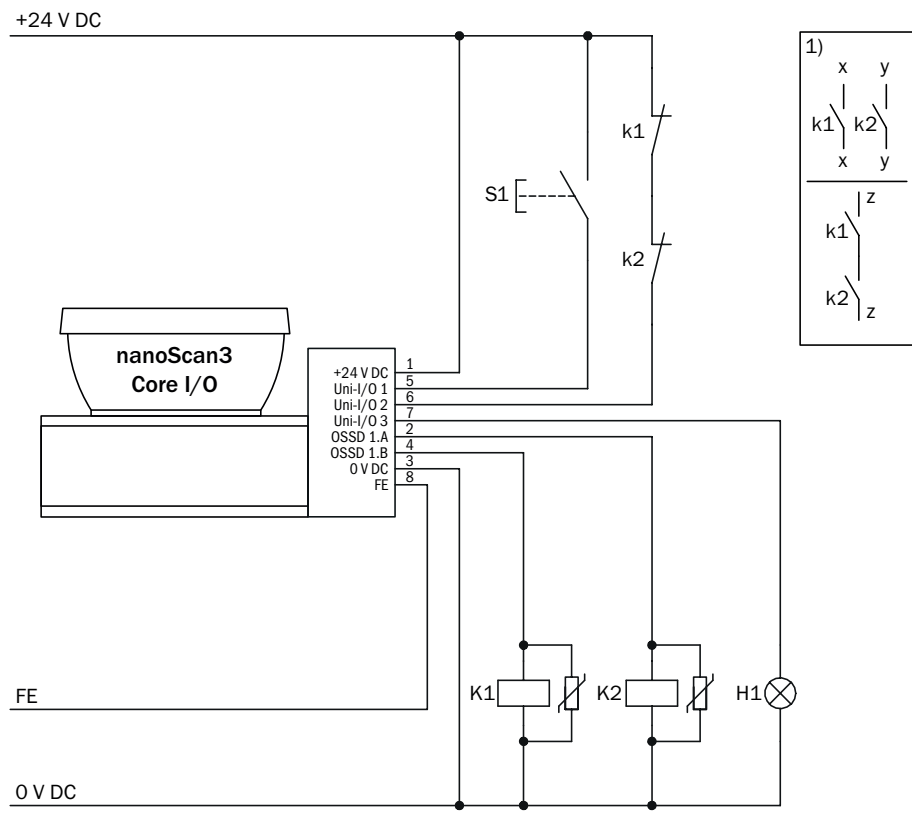 +24 V DC
1)
x y
k1 k2
x y
z
k1
k2
z
k1
S1
k2
nanoScan3
Core I/O
+24 V DC 1
Uni-I/O 1 5
Uni-I/O 2 6
Uni-I/O 3 7
OSSD 1.A 2
OSSD 1.B 4
0 V DC 3
FE 8
FE
K1 K2 H1
0 V DC